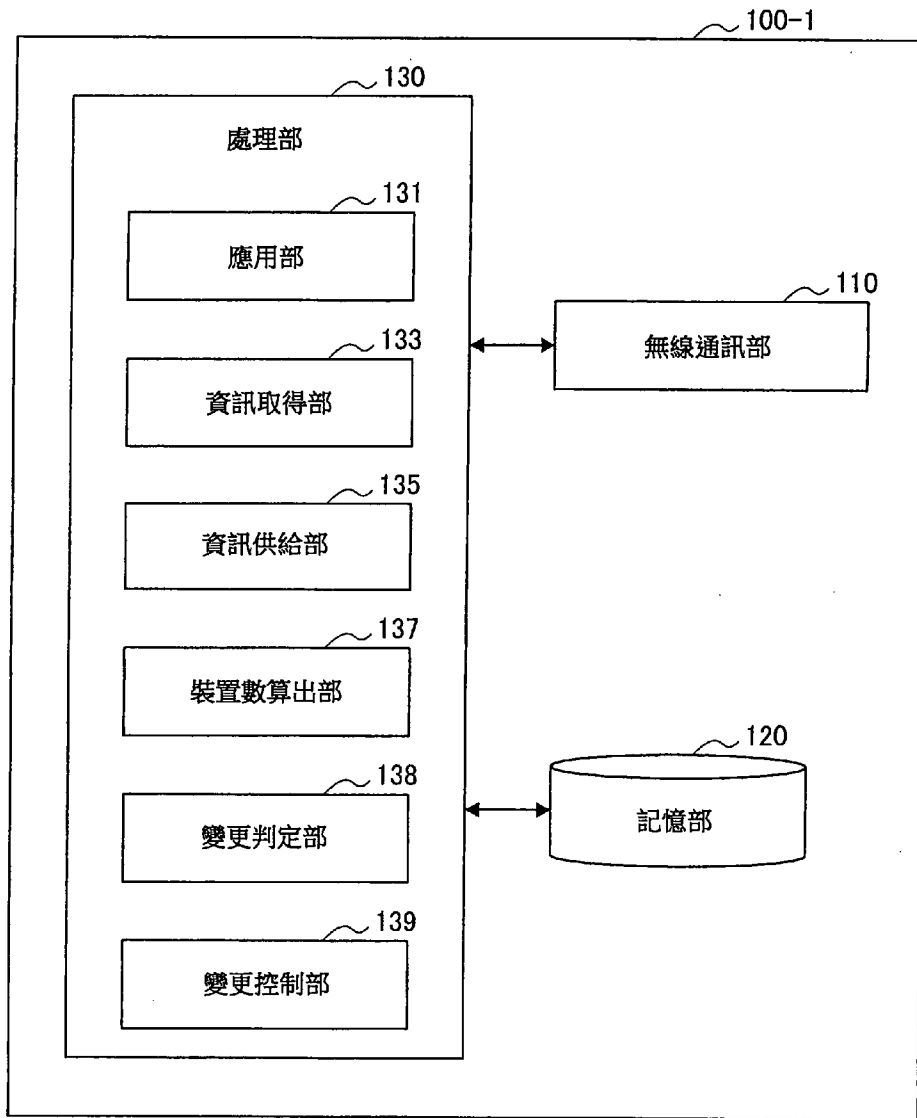 100-1
130
處理部
131
應用部
133
資訊取得部
135
資訊供給部
137
裝置數算出部
138
變更判定部
139
變更控制部
110
無線通訊部
120
記憶部